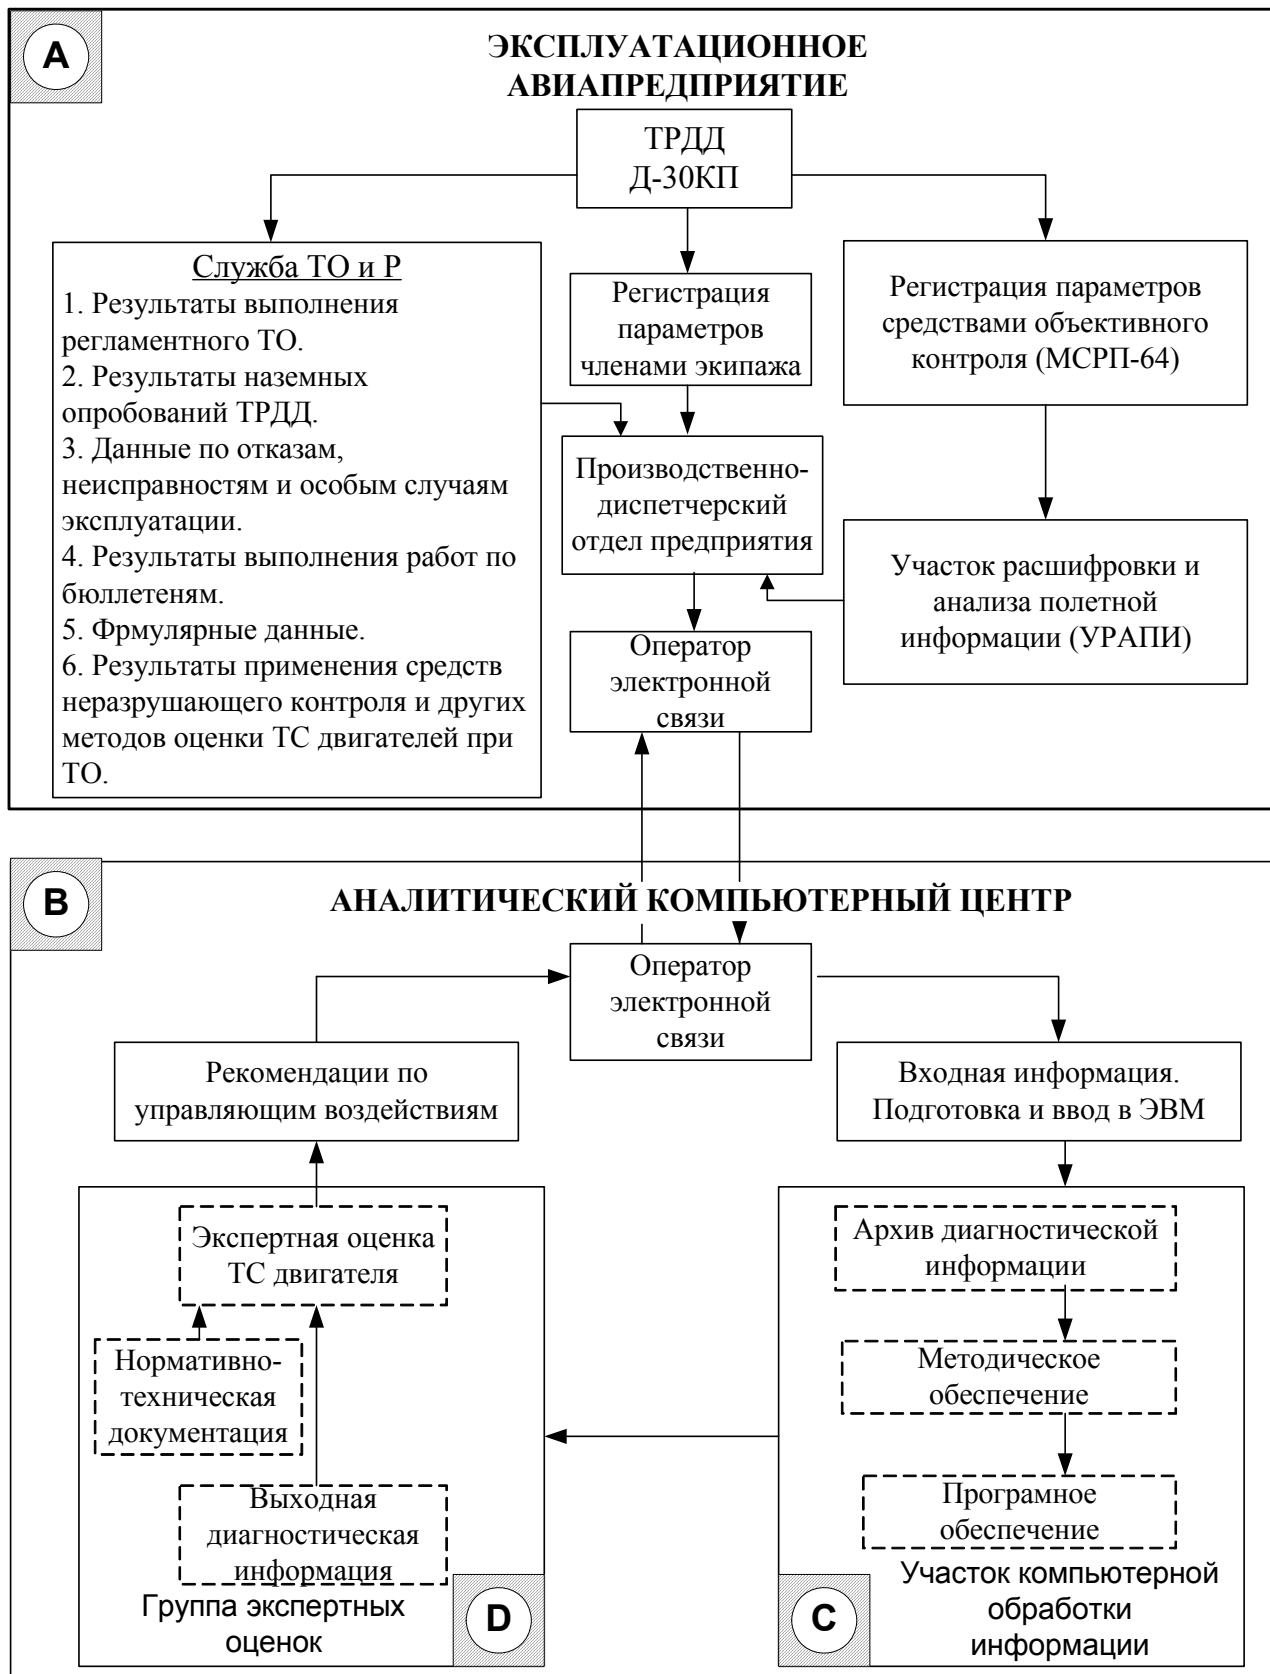 A
ЭКСПЛУАТАЦИОННОЕ
АВИАПРЕДПРИЯТИЕ
ТРДД
Д-30КП
Служба ТО и Р
1. Результаты выполнения
регламентного ТО.
2. Результаты наземных
опробований ТРДД.
3. Данные по отказам,
неисправностям и особым случаям
эксплуатации.
4. Результаты выполнения работ по
бюллетеням.
5. Фрмулярные данные.
6. Результаты применения средств
неразрушающего контроля и других
методов оценки ТС двигателей при
ТО.
Регистрация
параметров
членами экипажа
Регистрация параметров
средствами объективного
контроля (МСРП-64)
Производственно-
диспетчерский
отдел предприятия
Участок расшифровки и
анализа полетной
информации (УРАПИ)
Оператор
электронной
связи
B
АНАЛИТИЧЕСКИЙ КОМПЬЮТЕРНЫЙ ЦЕНТР
Оператор
электронной
связи
Рекомендации по
управляющим воздействиям
Входная информация.
Подготовка и ввод в ЭВМ
Экспертная оценка
ТС двигателя
Нормативно-
техническая
документация
Выходная
диагностическая
информация
Группа экспертных
оценок
D
Архив диагностической
информации
Методическое
обеспечение
Програмное
обеспечение
C
Участок компьютерной
обработки
информации